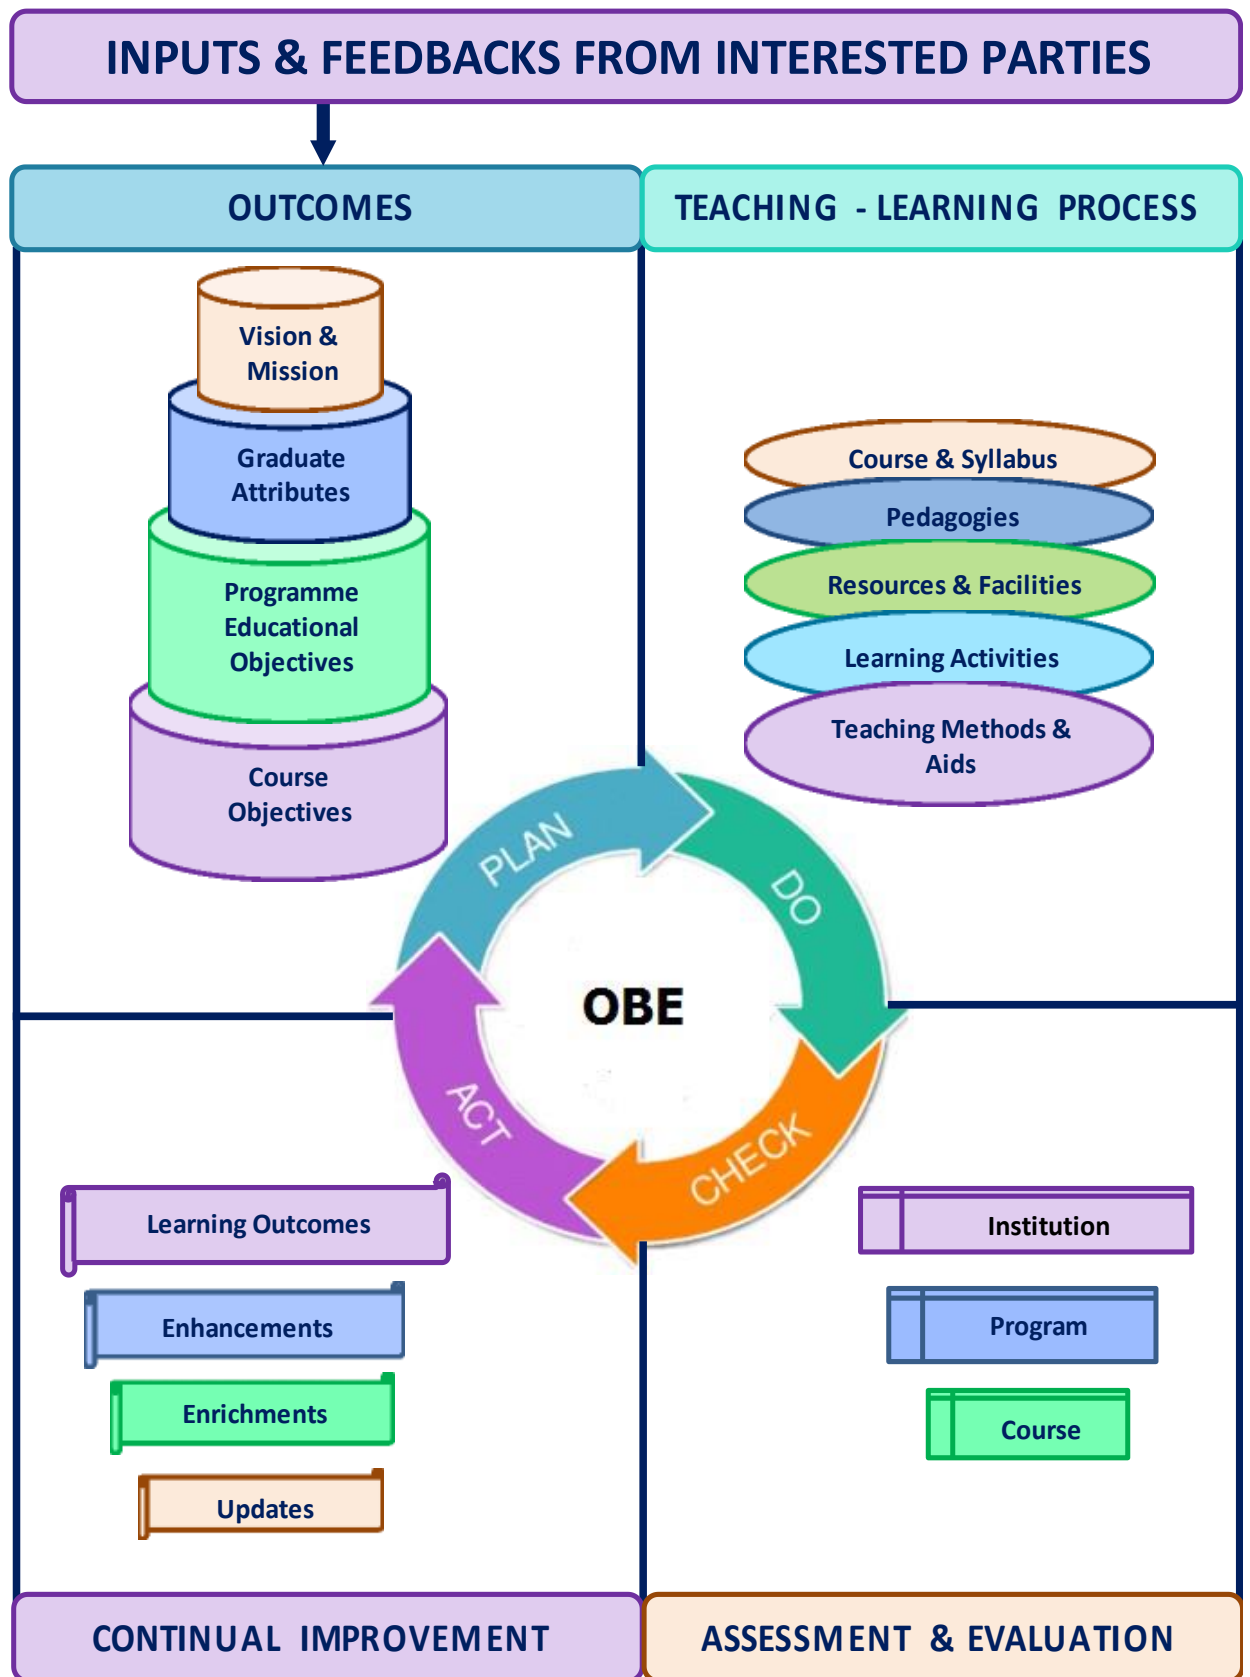 INPUTS & FEEDBACKS FROM INTERESTED PARTIES
OUTCOMES
TEACHING - LEARNING PROCESS
Vision &
Mission
Graduate
Attributes
Programme
Educational
Objectives
Course
Objectives
Course & Syllabus
Pedagogies
Resources & Facilities
Learning Activities
Teaching Methods &
Aids
PLAN
DO
CHECK
ACT
OBE
Learning Outcomes
Enhancements
Enrichments
Updates
Institution
Program
Course
CONTINUAL IMPROVEMENT
ASSESSMENT & EVALUATION